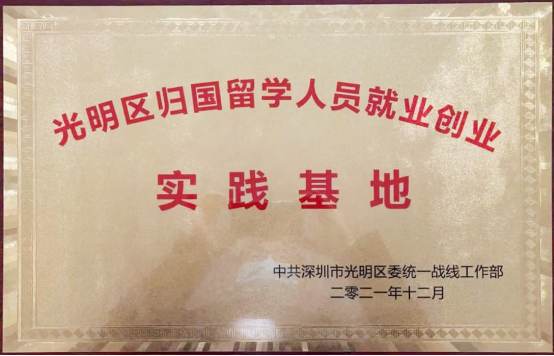 光明区归国留学人员就业创业
实践基地
中共深圳市光明区委统一战线工作部
二零二一年十二月